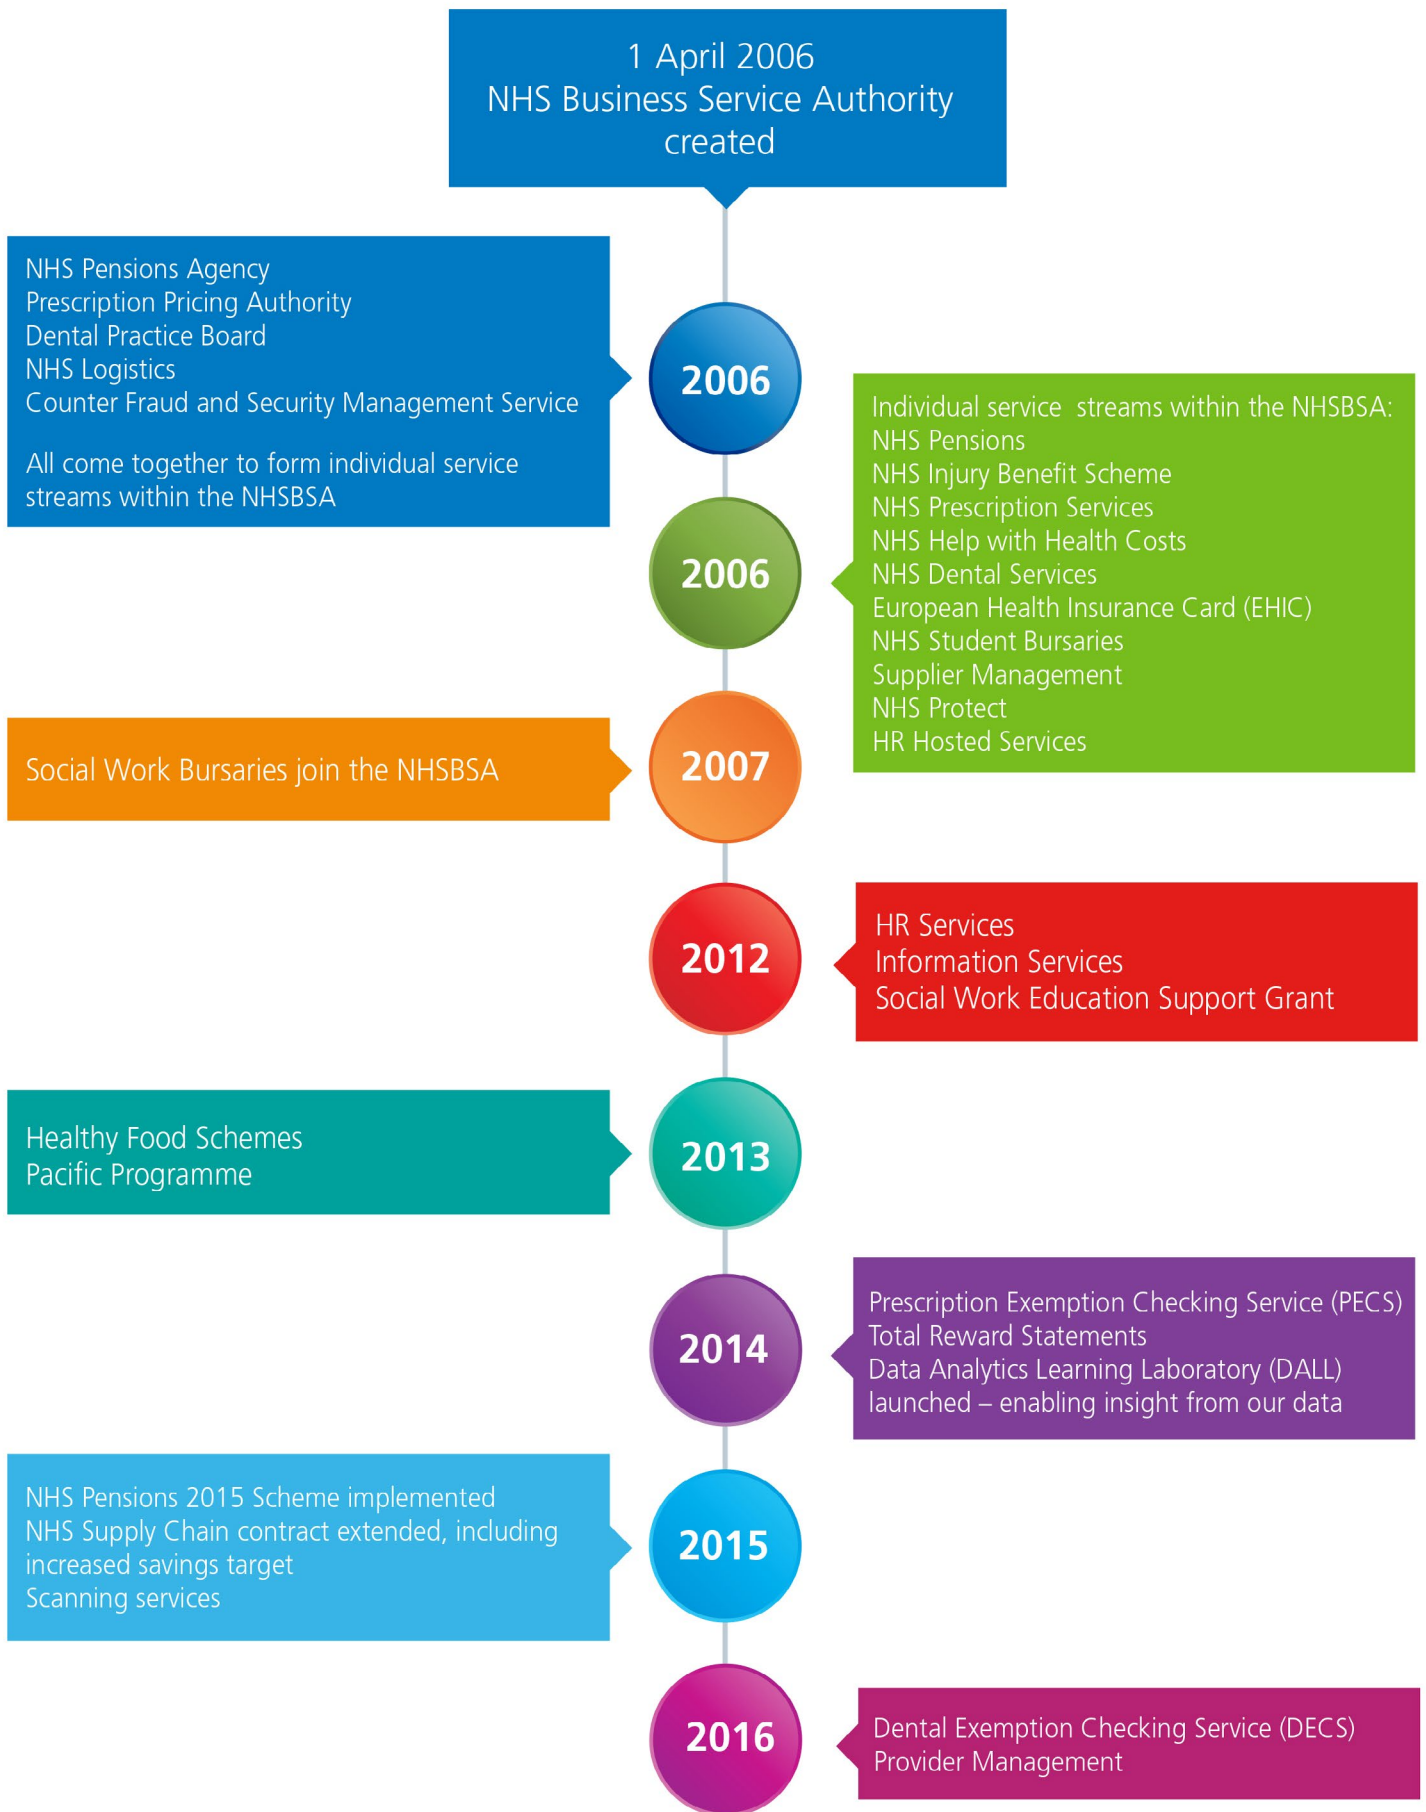 1 April 2006
NHS Business Service Authority
created
NHS Pensions Agency
Prescription Pricing Authority
Dental Practice Board
NHS Logistics
Counter Fraud and Security Management Service
All come together to form individual service
streams within the NHSBSA
2006
Individual service  streams within the NHSBSA:
NHS Pensions
NHS Injury Benefit Scheme
NHS Prescription Services
NHS Help with Health Costs
NHS Dental Services
European Health Insurance Card (EHIC)
NHS Student Bursaries
Supplier Management
NHS Protect
HR Hosted Services
2006
Social Work Bursaries join the NHSBSA
2007
2012
HR Services
Information Services
Social Work Education Support Grant
Healthy Food Schemes
Pacific Programme
2013
2014
Prescription Exemption Checking Service (PECS)
Total Reward Statements
Data Analytics Learning Laboratory (DALL)
launched – enabling insight from our data
NHS Pensions 2015 Scheme implemented
NHS Supply Chain contract extended, including
increased savings target
Scanning services
2015
2016
Dental Exemption Checking Service (DECS)
Provider Management